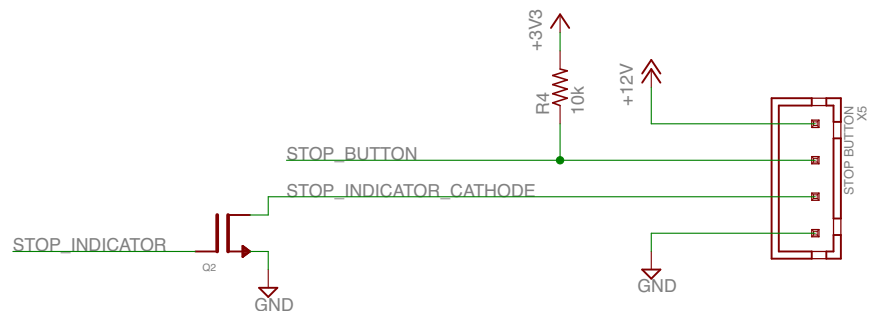 +3V3
R4
10k
+12V
X5
STOP BUTTON
STOP_BUTTON
STOP_INDICATOR_CATHODE
STOP_INDICATOR
Q2
GND
GND